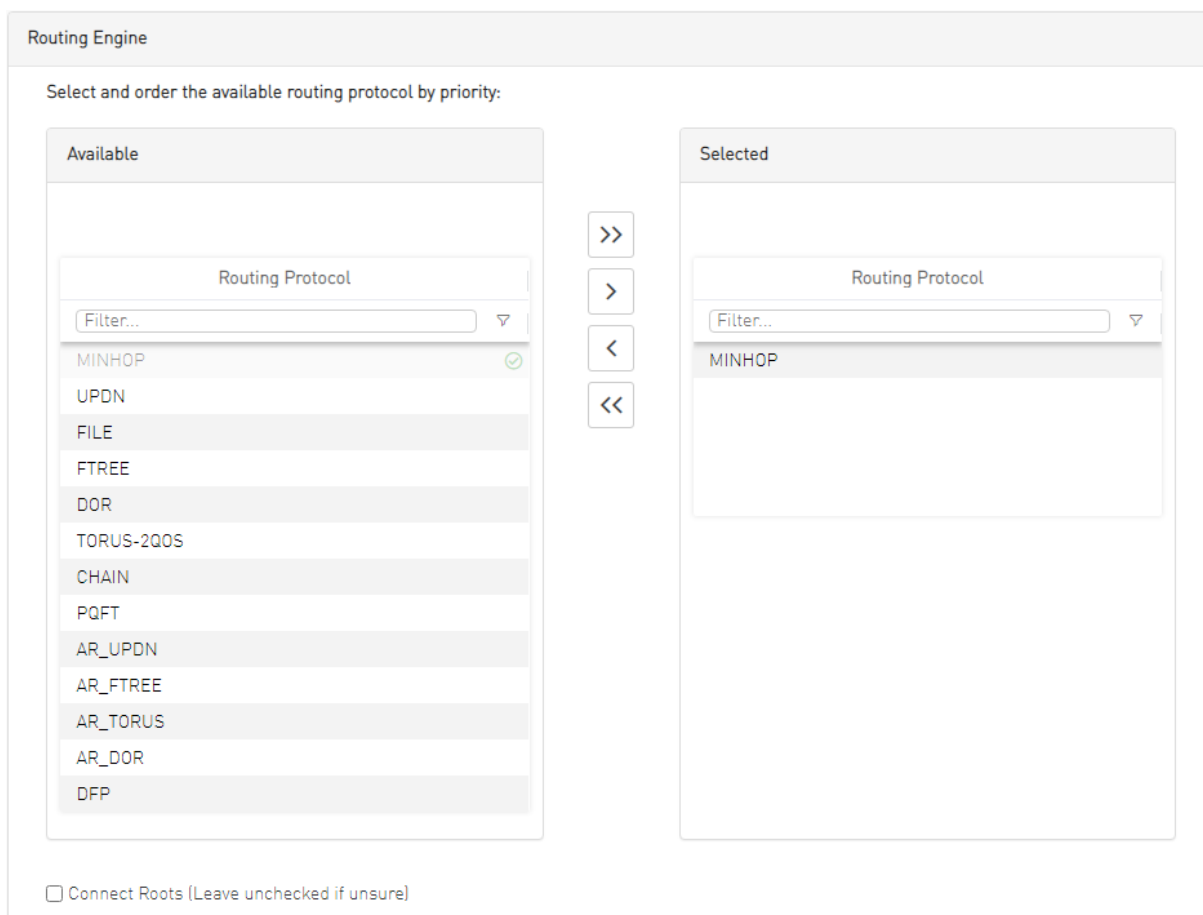 Routing Engine
Select and order the available routing protocol by priority:
Available
Routing Protocol
Filter...
MINHOP
UPDN
FILE
FTREE
DOR
TORUS-2QOS
CHAIN
PQFT
AR_UPDN
AR_FTREE
AR_TORUS
AR_DOR
DFP
Selected
Routing Protocol
Filter...
MINHOP
Connect Roots (Leave unchecked if unsure)